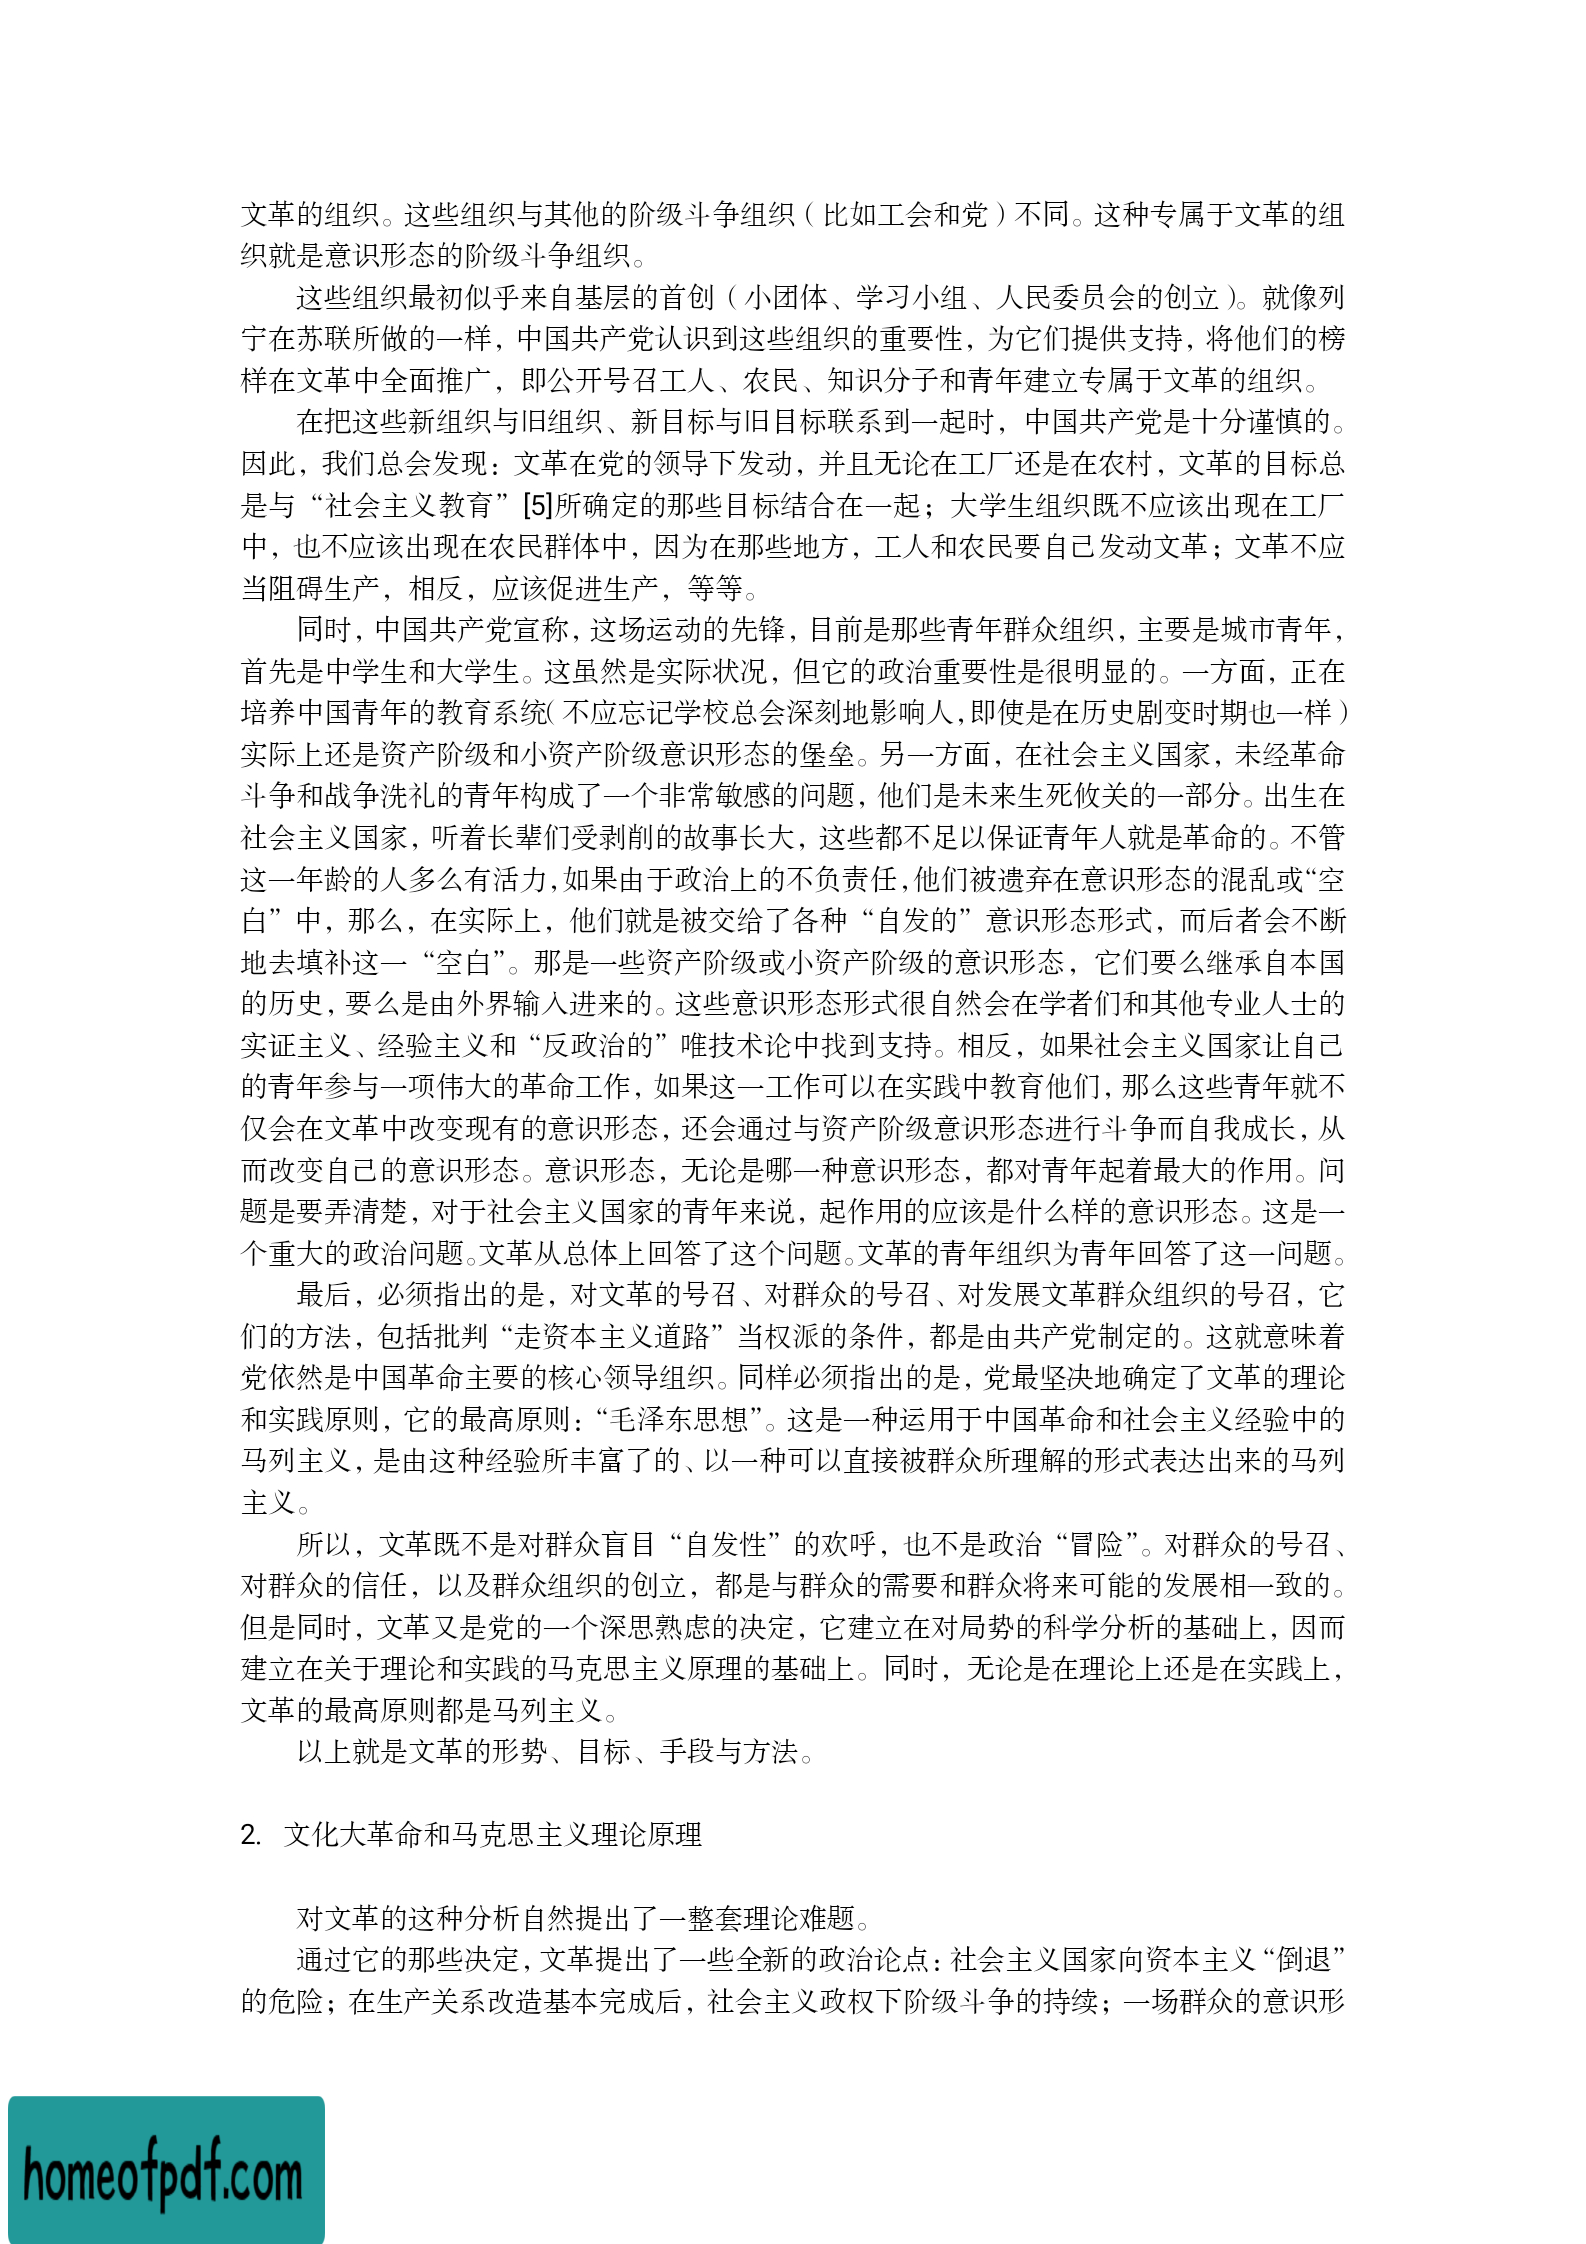 文革的组织。这些组织与其他的阶级斗争组织（比如工会和党）不同。这种专属于文革的组
织就是意识形态的阶级斗争组织。
这些组织最初似乎来自基层的首创（小团体、学习小组、人民委员会的创立）。就像列
宁在苏联所做的一样，中国共产党认识到这些组织的重要性，为它们提供支持，将他们的榜
样在文革中全面推广，即公开号召工人、农民、知识分子和青年建立专属于文革的组织。
在把这些新组织与旧组织、新目标与旧目标联系到一起时，中国共产党是十分谨慎的。
因此，我们总会发现：文革在党的领导下发动，并且无论在工厂还是在农村，文革的目标总
是与“社会主义教育”[5]所确定的那些目标结合在一起；大学生组织既不应该出现在工厂
中，也不应该出现在农民群体中，因为在那些地方，工人和农民要自己发动文革；文革不应
当阻碍生产，相反，应该促进生产，等等。
同时，中国共产党宣称，这场运动的先锋，目前是那些青年群众组织，主要是城市青年，
首先是中学生和大学生。这虽然是实际状况，但它的政治重要性是很明显的。一方面，正在
培养中国青年的教育系统（不应忘记学校总会深刻地影响人，即使是在历史剧变时期也一样）
实际上还是资产阶级和小资产阶级意识形态的堡垒。另一方面，在社会主义国家，未经革命
斗争和战争洗礼的青年构成了一个非常敏感的问题，他们是未来生死攸关的一部分。出生在
社会主义国家，听着长辈们受剥削的故事长大，这些都不足以保证青年人就是革命的。不管
这一年龄的人多么有活力，如果由于政治上的不负责任，他们被遗弃在意识形态的混乱或“空
白”中，那么，在实际上，他们就是被交给了各种“自发的”意识形态形式，而后者会不断
地去填补这一“空白”。那是一些资产阶级或小资产阶级的意识形态，它们要么继承自本国
的历史，要么是由外界输入进来的。这些意识形态形式很自然会在学者们和其他专业人士的
实证主义、经验主义和“反政治的”唯技术论中找到支持。相反，如果社会主义国家让自己
的青年参与一项伟大的革命工作，如果这一工作可以在实践中教育他们，那么这些青年就不
仅会在文革中改变现有的意识形态，还会通过与资产阶级意识形态进行斗争而自我成长，从
而改变自己的意识形态。意识形态，无论是哪一种意识形态，都对青年起着最大的作用。问
题是要弄清楚，对于社会主义国家的青年来说，起作用的应该是什么样的意识形态。这是一
个重大的政治问题。文革从总体上回答了这个问题。文革的青年组织为青年回答了这一问题。
最后，必须指出的是，对文革的号召、对群众的号召、对发展文革群众组织的号召，它
们的方法，包括批判“走资本主义道路”当权派的条件，都是由共产党制定的。这就意味着
党依然是中国革命主要的核心领导组织。同样必须指出的是，党最坚决地确定了文革的理论
和实践原则，它的最高原则：“毛泽东思想”。这是一种运用于中国革命和社会主义经验中的
马列主义，是由这种经验所丰富了的、以一种可以直接被群众所理解的形式表达出来的马列
主义。
所以，文革既不是对群众盲目“自发性”的欢呼，也不是政治“冒险”。对群众的号召、
对群众的信任，以及群众组织的创立，都是与群众的需要和群众将来可能的发展相一致的。
但是同时，文革又是党的一个深思熟虑的决定，它建立在对局势的科学分析的基础上，因而
建立在关于理论和实践的马克思主义原理的基础上。同时，无论是在理论上还是在实践上，
文革的最高原则都是马列主义。
以上就是文革的形势、目标、手段与方法。
2. 文化大革命和马克思主义理论原理
对文革的这种分析自然提出了一整套理论难题。
通过它的那些决定，文革提出了一些全新的政治论点：社会主义国家向资本主义“倒退”
的危险；在生产关系改造基本完成后，社会主义政权下阶级斗争的持续；一场群众的意识形
homeofpdf.com